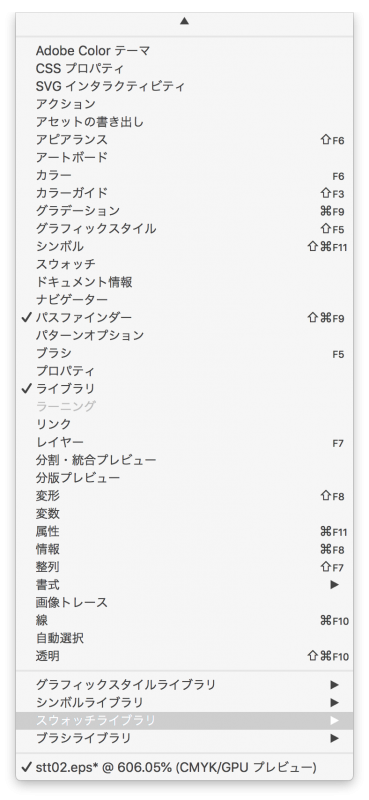 Adobe Color テーマ
CSS プロパティ
SVG インタラクティビティ
アクション
アセットの書き出し
アピアランス ⇧F6
アートボード
カラー F6
カラーガイド ⇧F3
グラデーション ⌘F9
グラフィックスタイル ⇧F5
シンボル ⇧⌘F11
スウォッチ
ドキュメント情報
ナビゲーター
✓ パスファインダー ⇧⌘F9
パターンオプション
ブラシ F5
プロパティ
✓ ライブラリ
ラーニング
リンク
レイヤー F7
分割・統合プレビュー
分版プレビュー
変形 ⇧F8
変数
属性 ⌘F11
情報 ⌘F8
整列 ⇧F7
書式 ▶
画像トレース
線 ⌘F10
自動選択
透明 ⇧⌘F10
グラフィックスタイルライブラリ ▶
シンボルライブラリ ▶
スウォッチライブラリ ▶
ブラシライブラリ ▶
✓ stt02.eps* @ 606.05% (CMYK/GPU プレビュー)